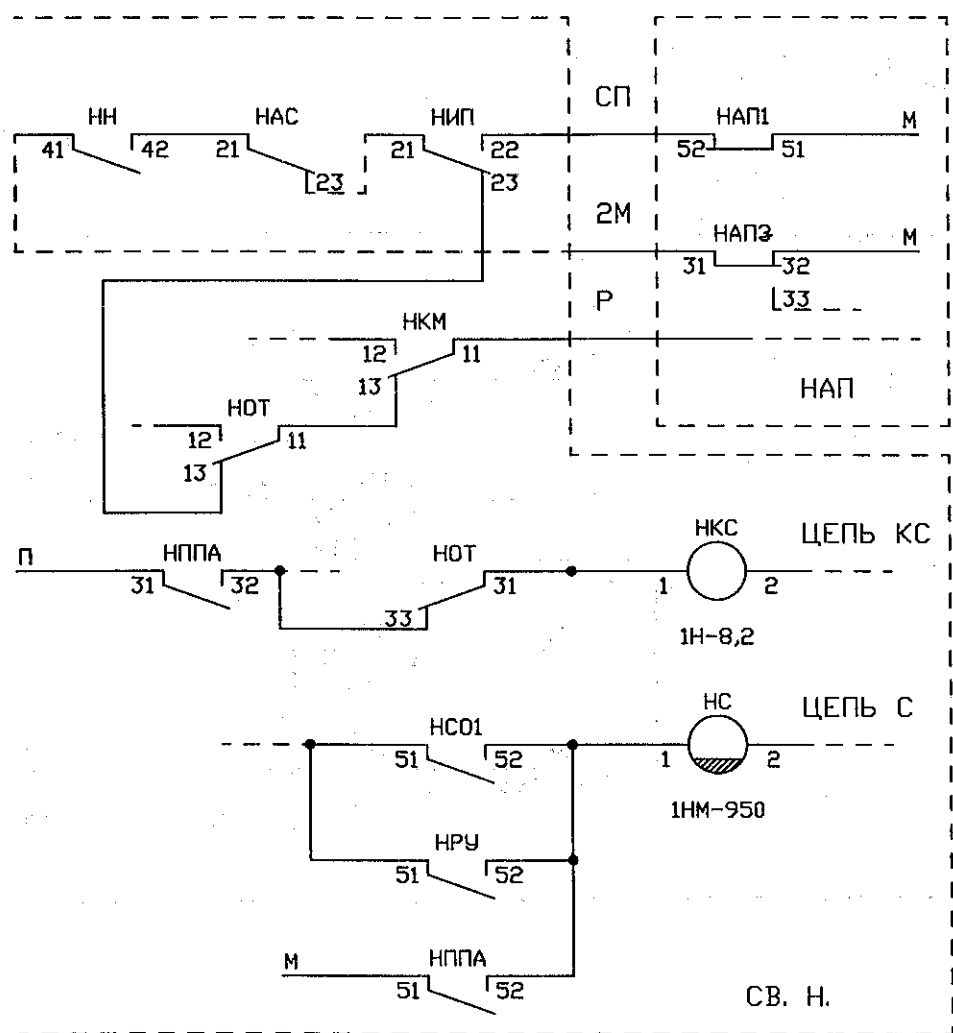 СП
НН НАС НИП НАП1 М
41 42 21 23 21 22 23 52 51
2М
НАП3 М
31 32
33
Р
НКМ
12 11
13
НАП
НОТ
12 11
13
П НППА НОТ НКС ЦЕПЬ КС
31 32 33 31 1 2
1Н-8,2
НСО1 НС ЦЕПЬ С
51 52 1 2
1НМ-950
НРУ
51 52
М НППА
51 52
СВ. Н.